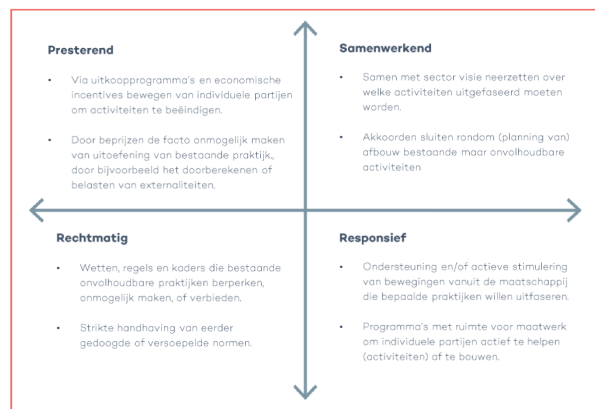 Presterend
• Via uitkoopprogramma's en economische
incentives bewegen van individuele partijen
om activiteiten te beëindigen.
• Door beprijzen de facto onmogelijk maken
van uitoefening van bestaande praktijk,
door bijvoorbeeld het doorberekenen of
belasten van externaliteiten.
Samenwerkend
• Samen met sector visie neerzetten over
welke activiteiten uitgefaseerd moeten
worden.
• Akkoorden sluiten rondom (planning van)
afbouw bestaande maar onvolhoudbare
activiteiten
Rechtmatig
• Wetten, regels en kaders die bestaande
onvolhoudbare praktijken berperken,
onmogelijk maken, of verbieden.
• Strikte handhaving van eerder
gedoogde of versoepelde normen.
Responsief
• Ondersteuning en/of actieve stimulering
van bewegingen vanuit de maatschappij
die bepaalde praktijken willen uitfaseren.
• Programma's met ruimte voor maatwerk
om individuele partijen actief te helpen
(activiteiten) af te bouwen.